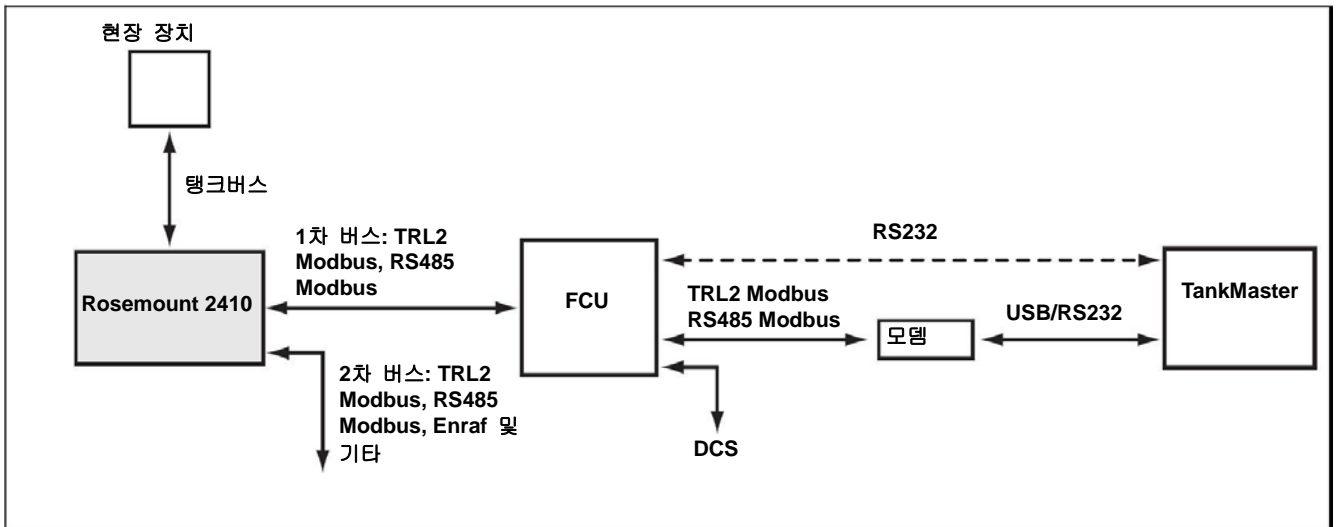 현장 장치
탱크버스
Rosemount 2410
1차 버스: TRL2
Modbus, RS485
Modbus
2차 버스: TRL2
Modbus, RS485
Modbus, Enraf 및
기타
FCU
RS232
TRL2 Modbus
RS485 Modbus
모뎀
USB/RS232
TankMaster
DCS